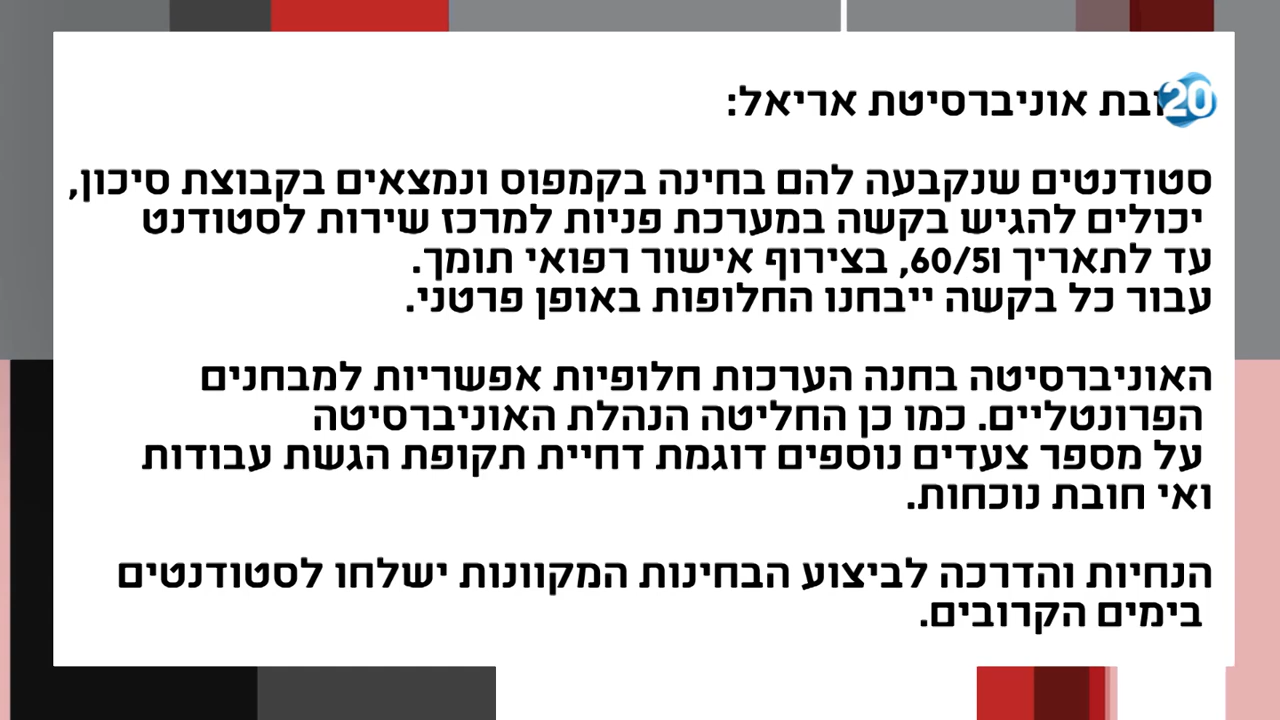 20
ובת אוניברסיטת אריאל:
סטודנטים שנקבעה להם בחינה בקמפוס ונמצאים בקבוצת סיכון,
יכולים להגיש בקשה במערכת פניות למרכז שירות לסטודנט
עד לתאריך 60/51, בצירוף אישור רפואי תומך.
עבור כל בקשה ייבחנו החלופות באופן פרטני.
האוניברסיטה בחנה הערכות חלופיות אפשריות למבחנים
הפרונטליים. כמו כן החליטה הנהלת האוניברסיטה
על מספר צעדים נוספים דוגמת דחיית תקופת הגשת עבודות
ואי חובת נוכחות.
הנחיות והדרכה לביצוע הבחינות המקוונות ישלחו לסטודנטים
בימים הקרובים.